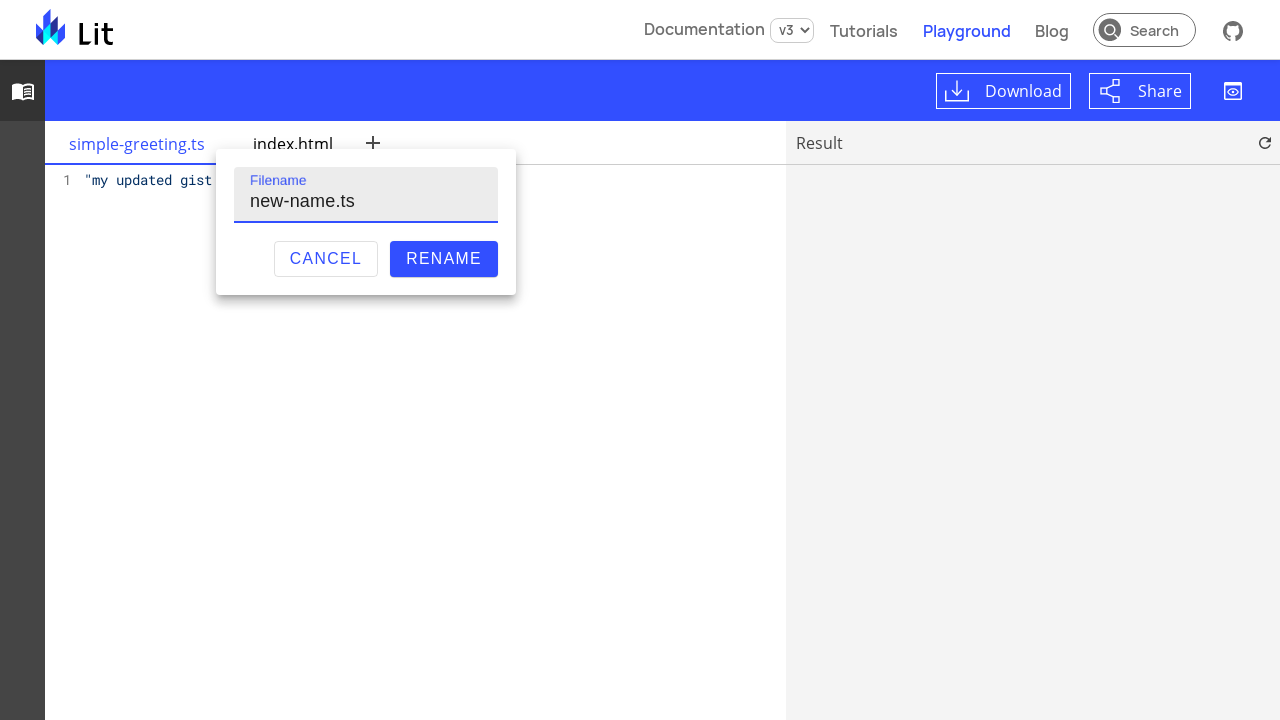 Lit
Documentation v3 Tutorials Playground Blog Search
Download Share
simple-greeting.ts index.html + Result
1 "my updated gist
Filename
new-name.ts
CANCEL RENAME